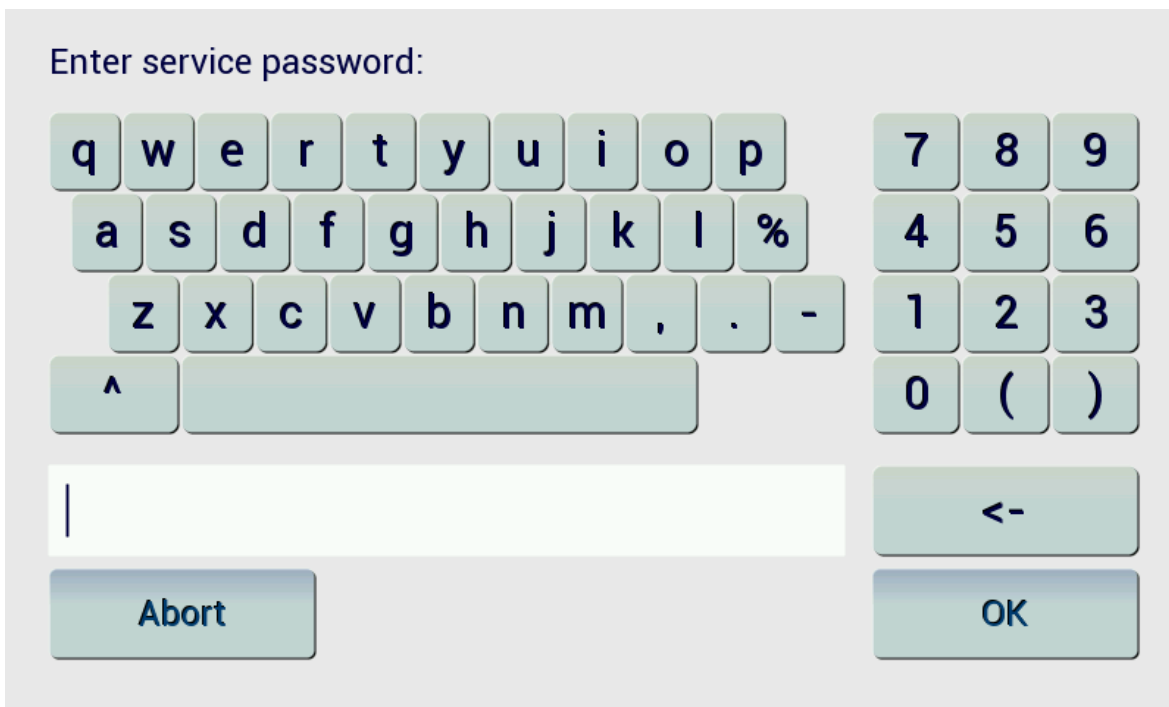 Enter service password:
q w e r t y u i o p 7 8 9
a s d f g h j k l % 4 5 6
z x c v b n m , . - 1 2 3
^ 0 ( )
<-
Abort OK